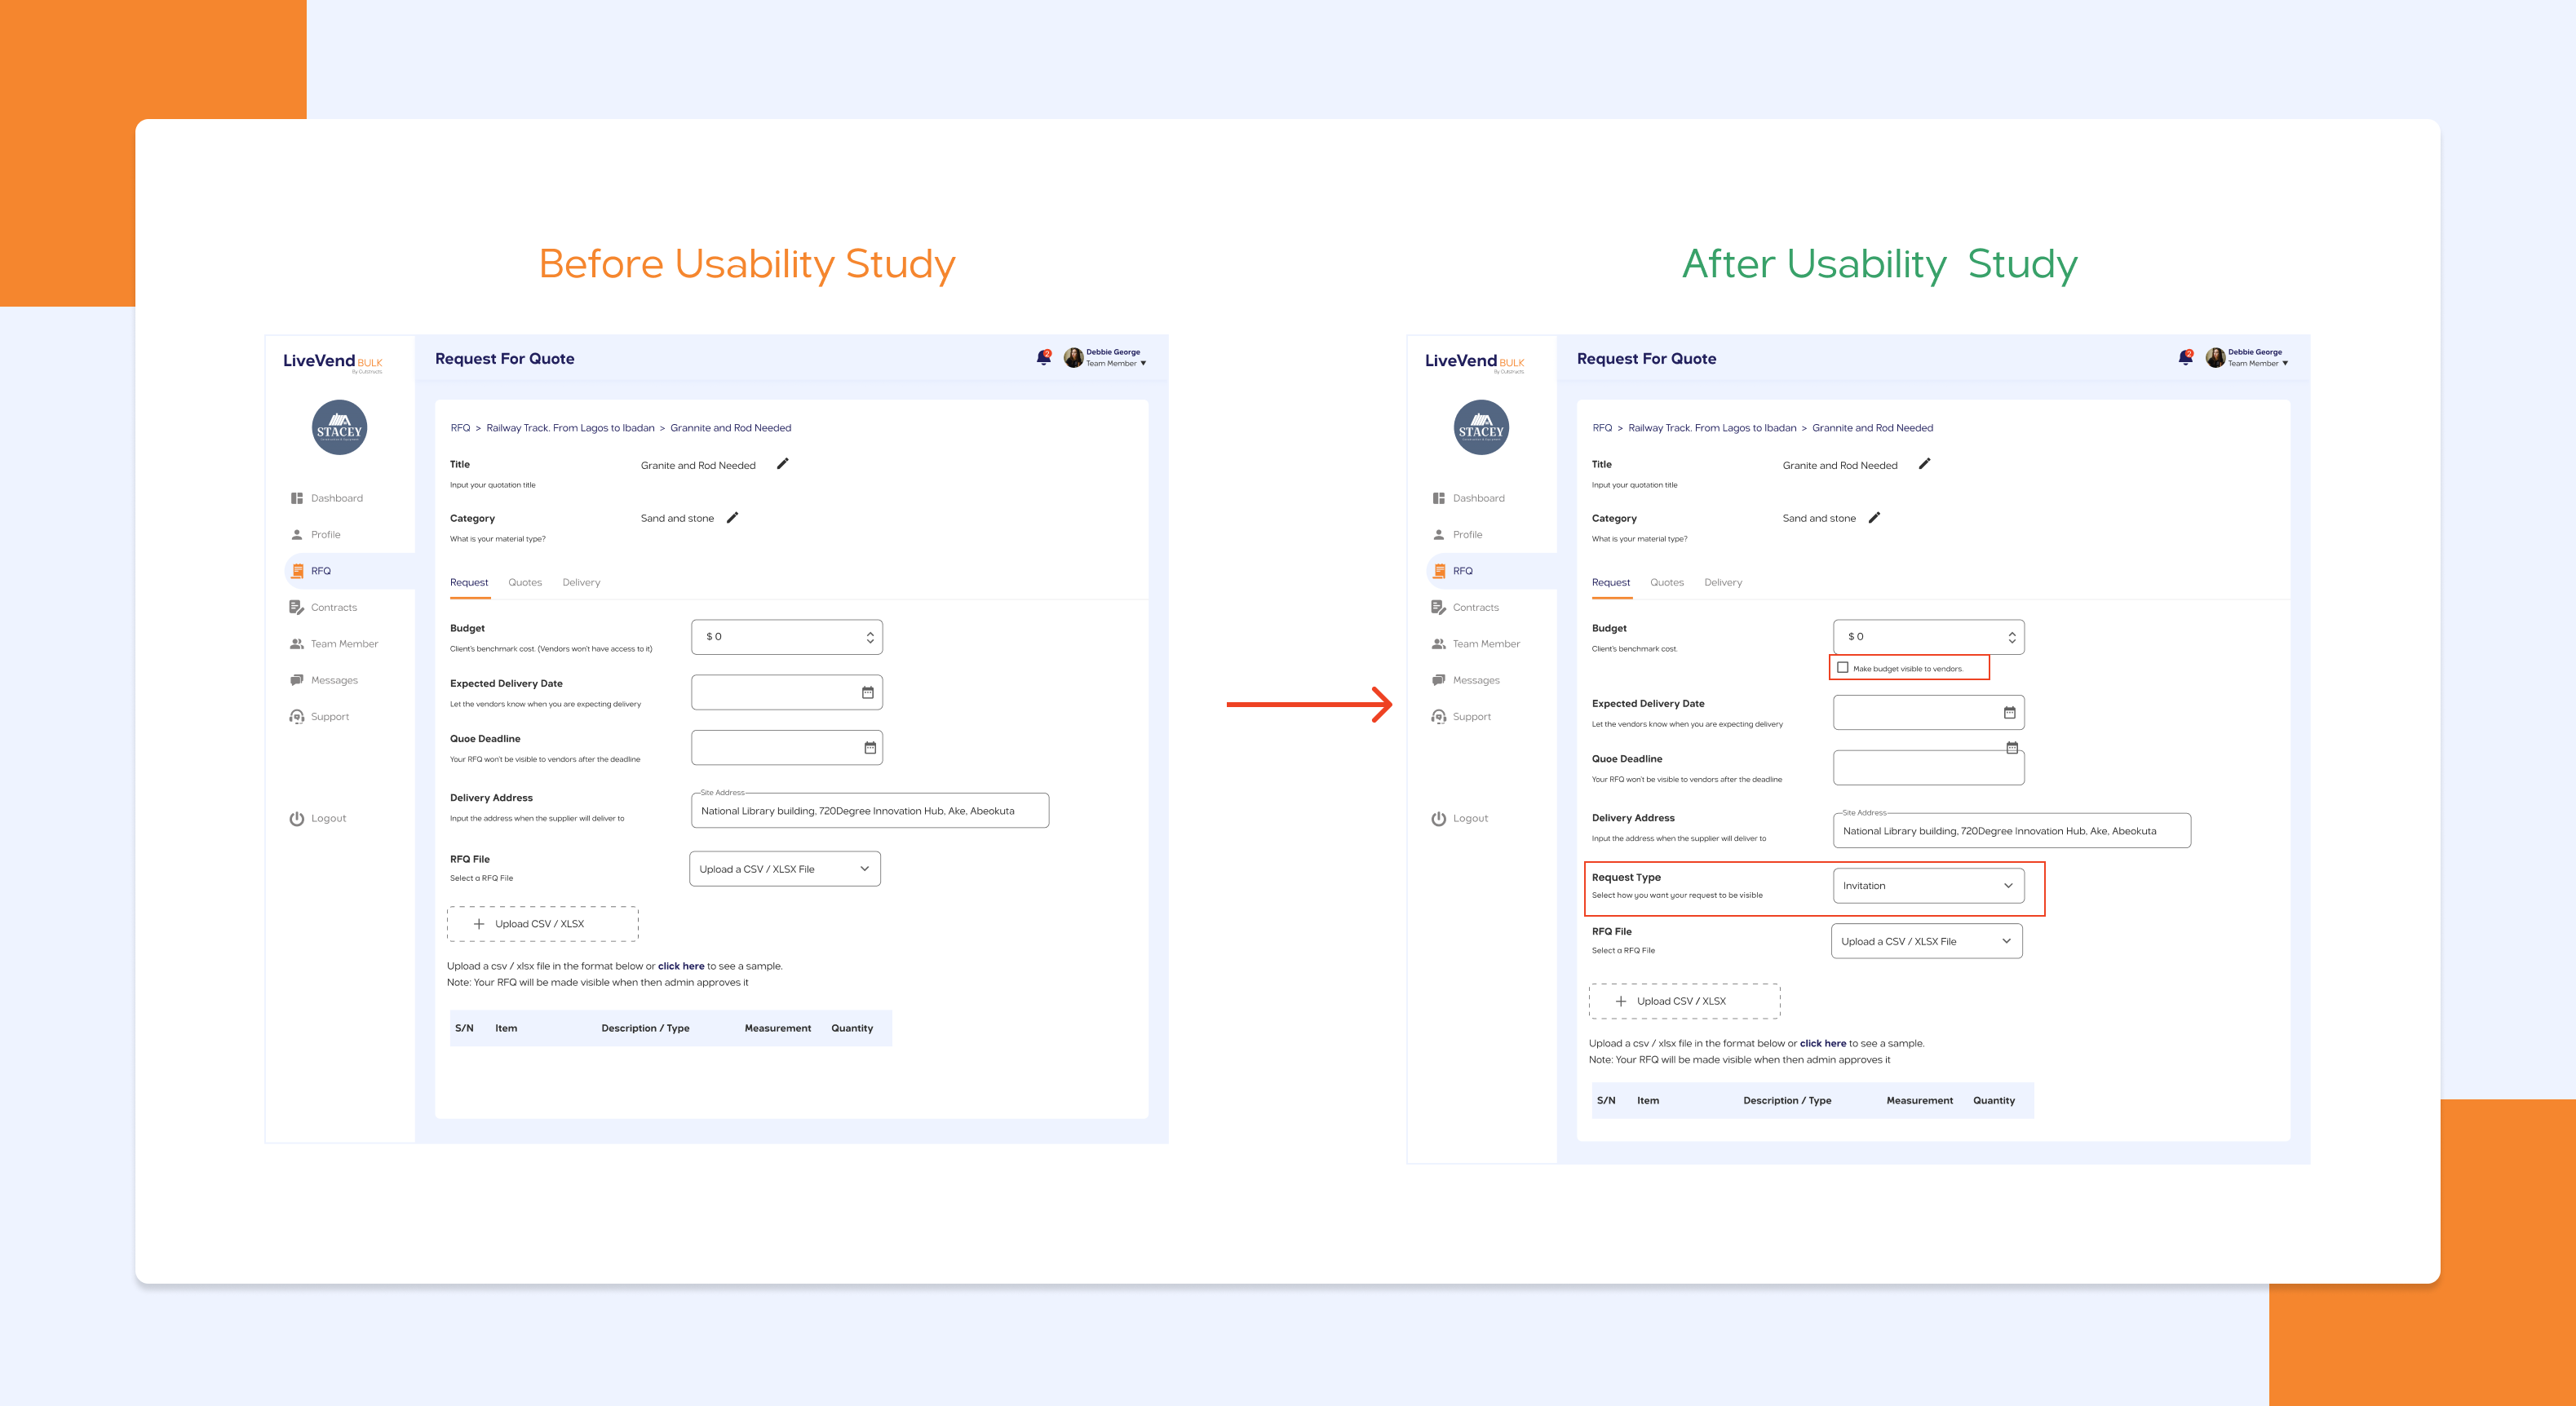 Before Usability Study
LiveVend BULK
By Cutstructs
STACEY
Dashboard
Profile
RFQ
Contracts
Team Member
Messages
Support
Logout
Request For Quote
2
Debbie George
Team Member
RFQ > Railway Track. From Lagos to Ibadan > Grannite and Rod Needed
Title
Granite and Rod Needed
Input your quotation title
Category
Sand and stone
What is your material type?
Request Quotes Delivery
Budget
$ 0
Client's benchmark cost. (Vendors won't have access to it)
Expected Delivery Date
Let the vendors know when you are expecting delivery
Quoe Deadline
Your RFQ won't be visible to vendors after the deadline
Delivery Address
Site Address
National Library building, 720Degree Innovation Hub, Ake, Abeokuta
Input the address when the supplier will deliver to
RFQ File
Upload a CSV / XLSX File
Select a RFQ File
+ Upload CSV / XLSX
Upload a csv / xlsx file in the format below or click here to see a sample.
Note: Your RFQ will be made visible when then admin approves it
S/N Item Description / Type Measurement Quantity
After Usability Study
LiveVend BULK
By Cutstructs
STACEY
Dashboard
Profile
RFQ
Contracts
Team Member
Messages
Support
Logout
Request For Quote
2
Debbie George
Team Member
RFQ > Railway Track. From Lagos to Ibadan > Grannite and Rod Needed
Title
Granite and Rod Needed
Input your quotation title
Category
Sand and stone
What is your material type?
Request Quotes Delivery
Budget
$ 0
Client's benchmark cost.
Make budget visible to vendors.
Expected Delivery Date
Let the vendors know when you are expecting delivery
Quoe Deadline
Your RFQ won't be visible to vendors after the deadline
Delivery Address
Site Address
National Library building, 720Degree Innovation Hub, Ake, Abeokuta
Input the address when the supplier will deliver to
Request Type
Invitation
Select how you want your request to be visible
RFQ File
Upload a CSV / XLSX File
Select a RFQ File
+ Upload CSV / XLSX
Upload a csv / xlsx file in the format below or click here to see a sample.
Note: Your RFQ will be made visible when then admin approves it
S/N Item Description / Type Measurement Quantity